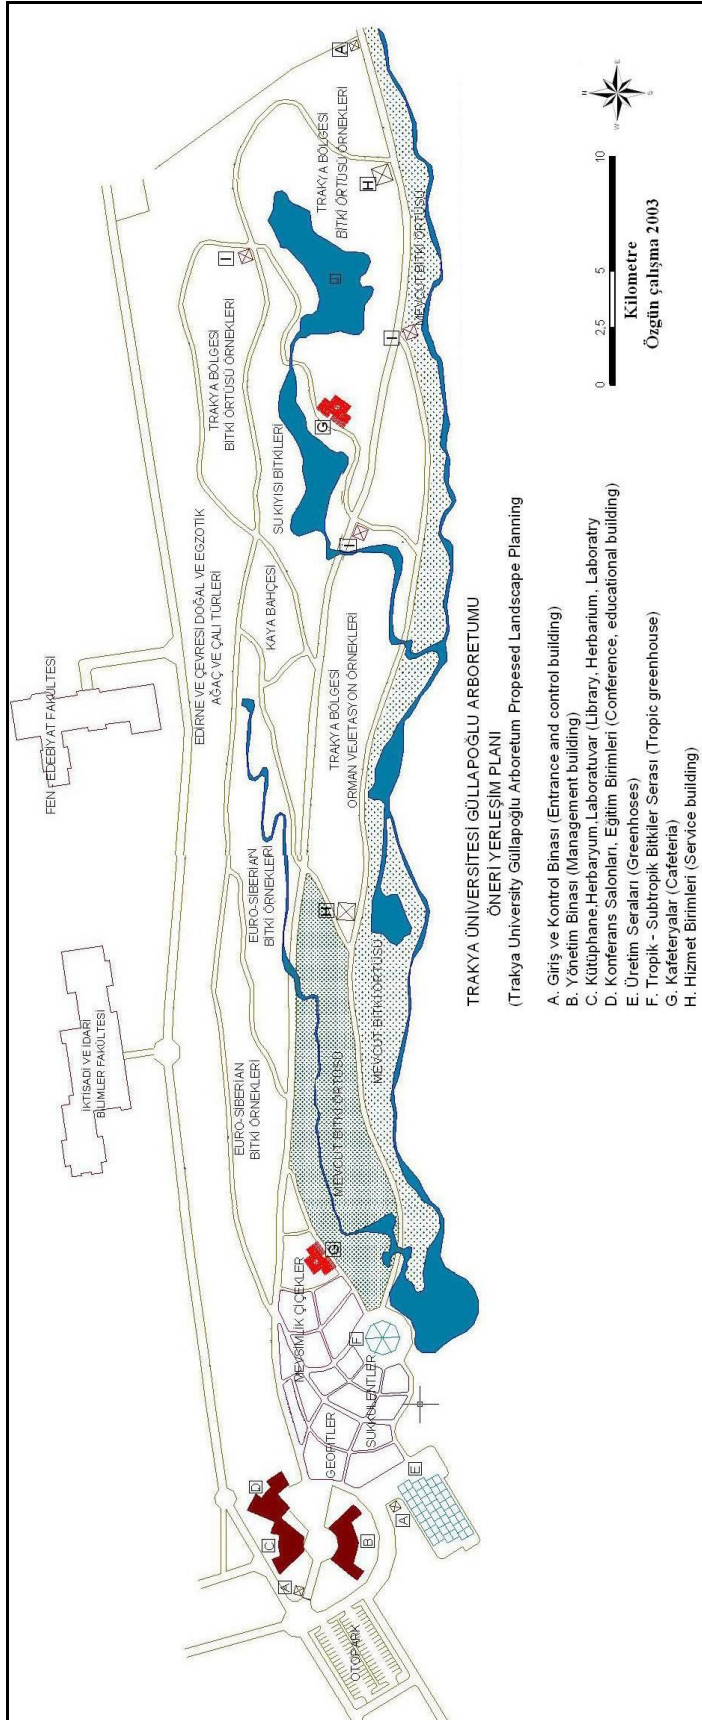 FEN - EDEBİYAT FAKÜLTESİ
İKTİSADİ VE İDARİ
BİLİMLER FAKÜLTESİ
TRAKYA BÖLGESİ
BİTKİ ÖRTÜSÜ ÖRNEKLERİ
TRAKYA BÖLGESİ
BİTKİ ÖRTÜSÜ ÖRNEKLERİ
EDİRNE VE ÇEVRESİ DOĞAL VE EGZOTİK
AĞAÇ VE ÇALI TÜRLERİ
SU KIYISI BİTKİLERİ
KAYA BAHÇESİ
MEVCUT BİTKİ ÖRTÜSÜ
TRAKYA BÖLGESİ
ORMAN VEJETASYON ÖRNEKLERİ
EURO-SIBERIAN
BİTKİ ÖRNEKLERİ
EURO-SIBERIAN
BİTKİ ÖRNEKLERİ
MEVCUT BİTKİ ÖRTÜSÜ
MEVCUT BİTKİ ÖRTÜSÜ
MEVSİMLİK ÇİÇEKLER
GEOFİTLER
SUKKULENTLER
OTOPARK
A
H
I
I
G
I
H
G
F
E
D
C
B
A
A
N
E
S
W
0
2,5
5
10
Kilometre
Özgün çalışma 2003
TRAKYA ÜNİVERSİTESİ GÜLLAPOĞLU ARBORETUMU
ÖNERİ YERLEŞİM PLANI
(Trakya University Güllapoğlu Arboretum Propesed Landscape Planning
A. Giriş ve Kontrol Binası (Entrance and control building)
B. Yönetim Binası (Management building)
C. Kütüphane,Herbaryum,Laboratuvar (Library, Herbarium, Laboratry
D. Konferans Salonları, Eğitim Birimleri (Conference, educational building)
E. Üretim Seraları (Greenhoses)
F. Tropik - Subtropik Bitkiler Serası (Tropic greenhouse)
G. Kafeteryalar (Cafeteria)
H. Hizmet Birimleri (Service building)